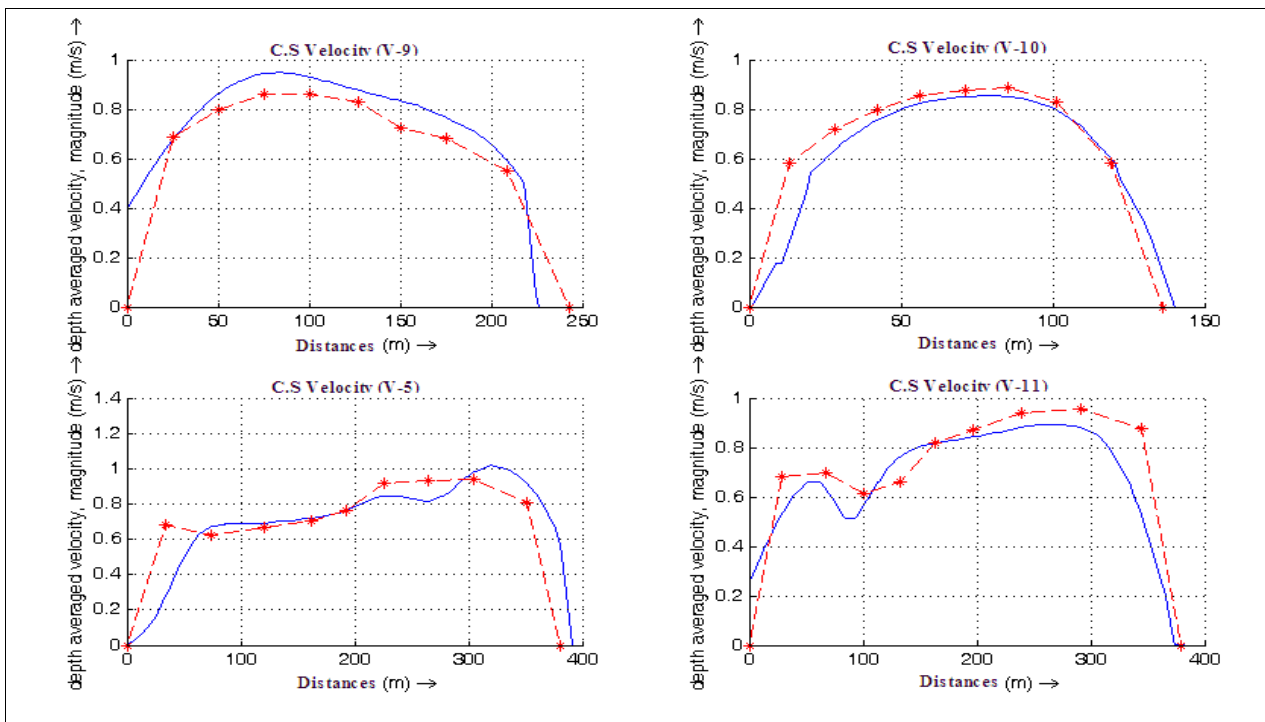 C.S Velocity (V-9)
depth averaged velocity, magnitude (m/s) →
1
0.8
0.6
0.4
0.2
0
0 50 100 150 200 250
Distances (m) →
C.S Velocity (V-10)
depth averaged velocity, magnitude (m/s) →
1
0.8
0.6
0.4
0.2
0
0 50 100 150
Distances (m) →
C.S Velocity (V-5)
depth averaged velocity, magnitude (m/s) →
1.4
1.2
1
0.8
0.6
0.4
0.2
0
0 100 200 300 400
Distances (m) →
C.S Velocity (V-11)
depth averaged velocity, magnitude (m/s) →
1
0.8
0.6
0.4
0.2
0
0 100 200 300 400
Distances (m) →